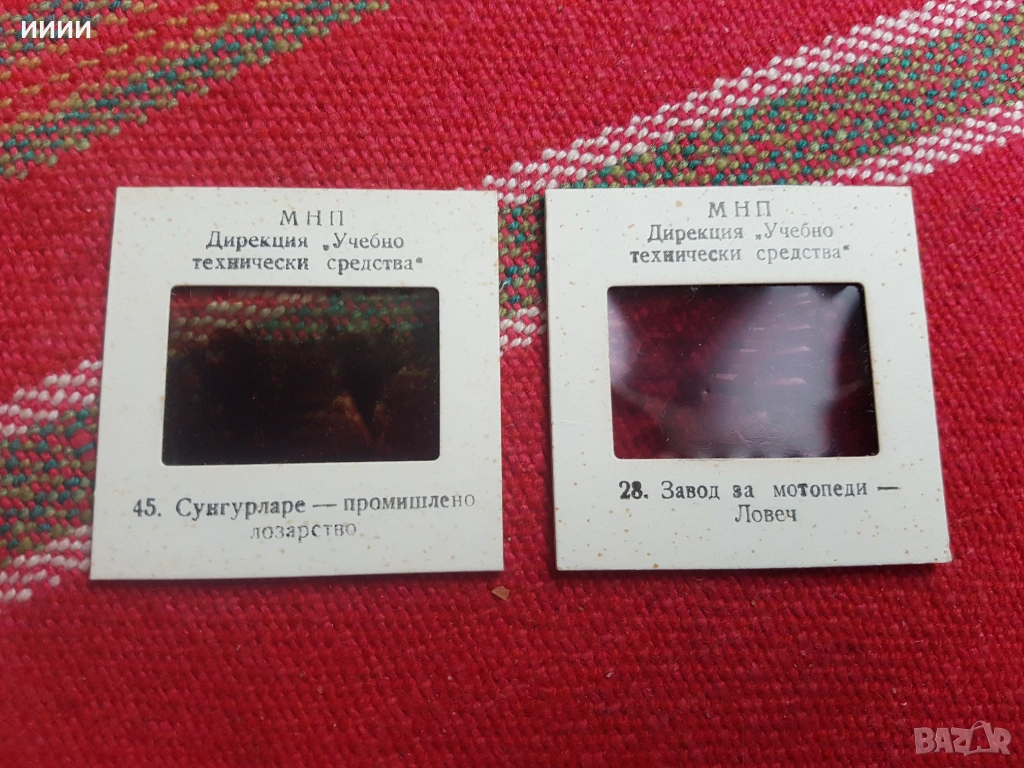 ииии
МНП
Дирекция „Учебно
технически средства“
45. Сунгурларе — промишлено
лозарство
МНП
Дирекция „Учебно
технически средства“
28. Завод за мотопеди —
Ловеч
BAZAR